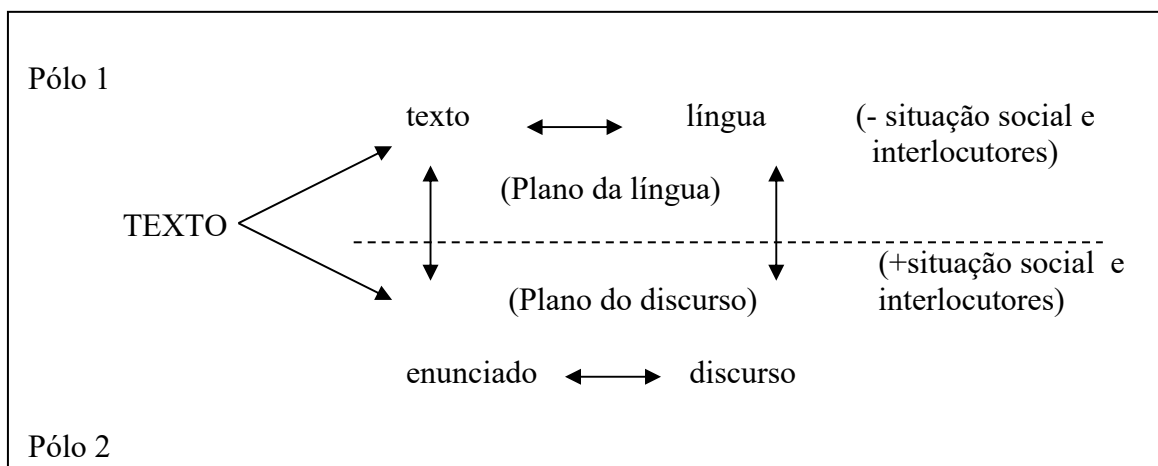 Pólo 1
texto língua (- situação social e
interlocutores)
(Plano da língua)
TEXTO
(+situação social e
(Plano do discurso) interlocutores)
enunciado discurso
Pólo 2